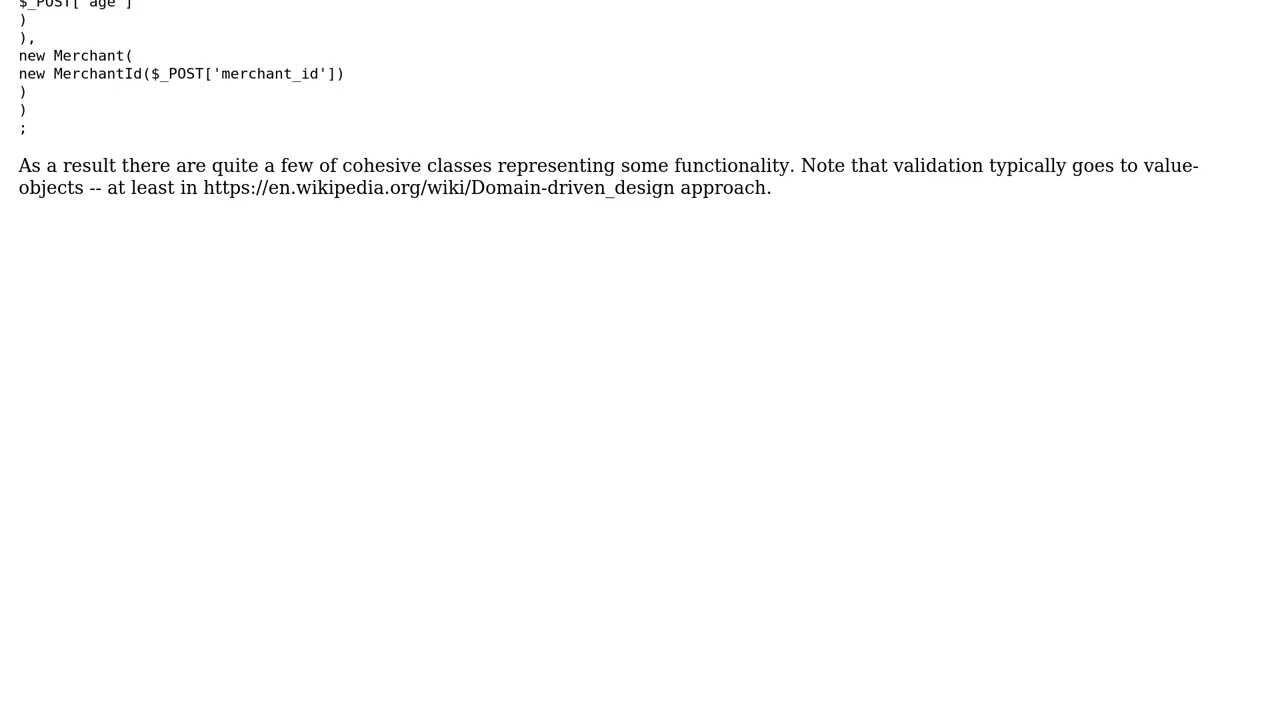 $_POST['age']
)
),
new Merchant(
new MerchantId($_POST['merchant_id'])
)
)
;
As a result there are quite a few of cohesive classes representing some functionality. Note that validation typically goes to value-
objects -- at least in https://en.wikipedia.org/wiki/Domain-driven_design approach.